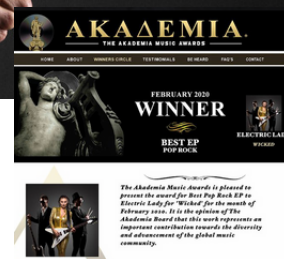 AKAΔEMIA.
THE AKADEMIA MUSIC AWARDS
HOME ABOUT WINNERS CIRCLE TESTIMONIALS BE HEARD FAQ'S CONTACT
FEBRUARY 2020
WINNER
BEST EP
POP ROCK
ELECTRIC LAD
WICKED
The Akademia Music Awards is pleased to
present the award for Best Pop Rock EP to
Electric Lady for 'Wicked' for the month of
February 2020. It is the opinion of The
Akademia Board that this work represents an
important contribution towards the diversity
and advancement of the global music
community.